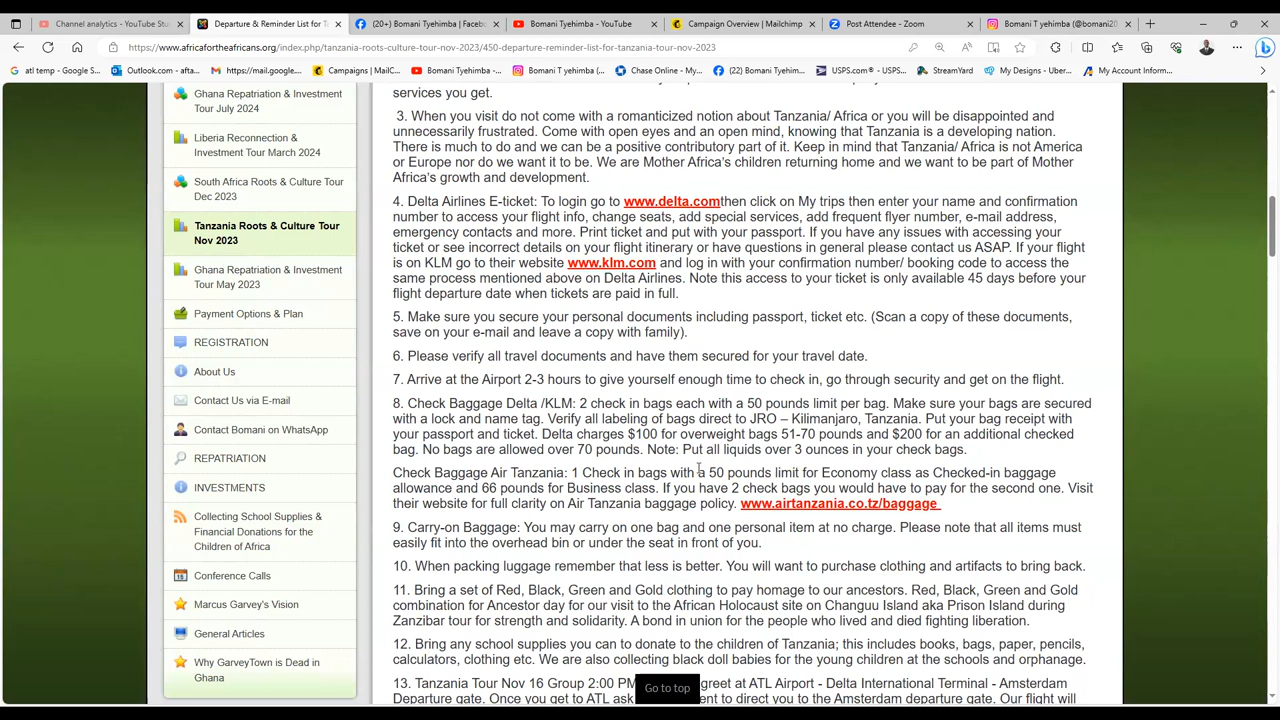 Channel analytics - YouTube Stu
Departure & Reminder List for T
(20+) Bomani Tyehimba | Faceb
Bomani Tyehimba - YouTube
Campaign Overview | Mailchimp
Post Attendee - Zoom
Bomani T yehimba (@bomani20
https://www.africafortheafricans.org/index.php/tanzania-roots-culture-tour-nov-2023/450-departure-reminder-list-for-tanzania-tour-nov-2023
atl temp - Google S...
Outlook.com - afta...
https://mail.google...
Campaigns | MailC...
Bomani Tyehimba -...
Bomani T yehimba (...
Chase Online - My...
(22) Bomani Tyehim...
USPS.com® - USPS...
StreamYard
My Designs - Uber...
My Account Inform...
Ghana Repatriation & Investment
Tour July 2024
Liberia Reconnection &
Investment Tour March 2024
South Africa Roots & Culture Tour
Dec 2023
Tanzania Roots & Culture Tour
Nov 2023
Ghana Repatriation & Investment
Tour May 2023
Payment Options & Plan
REGISTRATION
About Us
Contact Us via E-mail
Contact Bomani on WhatsApp
REPATRIATION
INVESTMENTS
Collecting School Supplies &
Financial Donations for the
Children of Africa
Conference Calls
Marcus Garvey's Vision
General Articles
Why GarveyTown is Dead in
Ghana
services you get.
3. When you visit do not come with a romanticized notion about Tanzania/ Africa or you will be disappointed and
unnecessarily frustrated. Come with open eyes and an open mind, knowing that Tanzania is a developing nation.
There is much to do and we can be a positive contributory part of it. Keep in mind that Tanzania/ Africa is not America
or Europe nor do we want it to be. We are Mother Africa's children returning home and we want to be part of Mother
Africa's growth and development.
4. Delta Airlines E-ticket: To login go to www.delta.comthen click on My trips then enter your name and confirmation
number to access your flight info, change seats, add special services, add frequent flyer number, e-mail address,
emergency contacts and more. Print ticket and put with your passport. If you have any issues with accessing your
ticket or see incorrect details on your flight itinerary or have questions in general please contact us ASAP. If your flight
is on KLM go to their website www.klm.com and log in with your confirmation number/ booking code to access the
same process mentioned above on Delta Airlines. Note this access to your ticket is only available 45 days before your
flight departure date when tickets are paid in full.
5. Make sure you secure your personal documents including passport, ticket etc. (Scan a copy of these documents,
save on your e-mail and leave a copy with family).
6. Please verify all travel documents and have them secured for your travel date.
7. Arrive at the Airport 2-3 hours to give yourself enough time to check in, go through security and get on the flight.
8. Check Baggage Delta /KLM: 2 check in bags each with a 50 pounds limit per bag. Make sure your bags are secured
with a lock and name tag. Verify all labeling of bags direct to JRO – Kilimanjaro, Tanzania. Put your bag receipt with
your passport and ticket. Delta charges $100 for overweight bags 51-70 pounds and $200 for an additional checked
bag. No bags are allowed over 70 pounds. Note: Put all liquids over 3 ounces in your check bags.
Check Baggage Air Tanzania: 1 Check in bags with a 50 pounds limit for Economy class as Checked-in baggage
allowance and 66 pounds for Business class. If you have 2 check bags you would have to pay for the second one. Visit
their website for full clarity on Air Tanzania baggage policy. www.airtanzania.co.tz/baggage
9. Carry-on Baggage: You may carry on one bag and one personal item at no charge. Please note that all items must
easily fit into the overhead bin or under the seat in front of you.
10. When packing luggage remember that less is better. You will want to purchase clothing and artifacts to bring back.
11. Bring a set of Red, Black, Green and Gold clothing to pay homage to our ancestors. Red, Black, Green and Gold
combination for Ancestor day for our visit to the African Holocaust site on Changuu Island aka Prison Island during
Zanzibar tour for strength and solidarity. A bond in union for the people who lived and died fighting liberation.
12. Bring any school supplies you can to donate to the children of Tanzania; this includes books, bags, paper, pencils,
calculators, clothing etc. We are also collecting black doll babies for the young children at the schools and orphanage.
13. Tanzania Tour Nov 16 Group 2:00 PM greet at ATL Airport - Delta International Terminal - Amsterdam
Departure gate. Once you get to ATL ask ent to direct you to the Amsterdam departure gate. Our flight will
Go to top